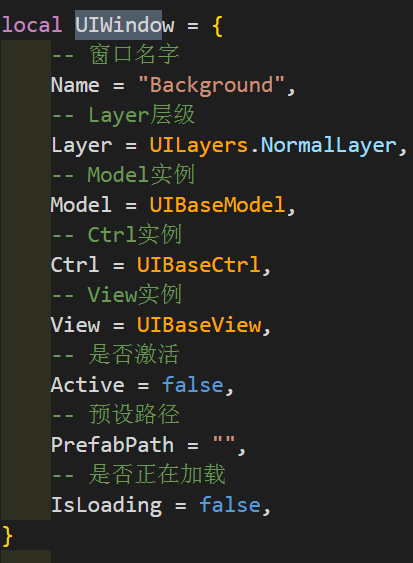 local UIWindow = {
-- 窗口名字
Name = "Background",
-- Layer层级
Layer = UILayers.NormalLayer,
-- Model实例
Model = UIBaseModel,
-- Ctrl实例
Ctrl = UIBaseCtrl,
-- View实例
View = UIBaseView,
-- 是否激活
Active = false,
-- 预设路径
PrefabPath = "",
-- 是否正在加载
IsLoading = false,
}